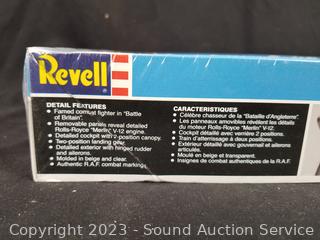 Revell
DETAIL FEATURES
• Famed combat fighter in "Battle
of Britain".
• Removable panels reveal detailed
Rolls-Royce "Merlin" V-12 engine.
• Detailed cockpit with 2-position canopy.
• Two-position landing gear.
• Detailed exterior with hinged rudder
and ailerons.
• Molded in beige and clear.
• Authentic R.A.F. combat markings.
CARACTERISTIQUES
• Célèbre chasseur de la "Bataille d'Angleterre".
• Les panneaux amovibles révèlent les détails
du moteur Rolls-Royce "Merlin" V-12.
• Cockpit détaillé avec verrière 2 positions.
• Train d'atterrissage à deux positions.
• Extérieur détaillé avec gouvernail et ailerons
articulés.
• Moulé en beige et transparent.
• Insignes de combat authentiques de la R.A.F.
Copyright 2023 - Sound Auction Service